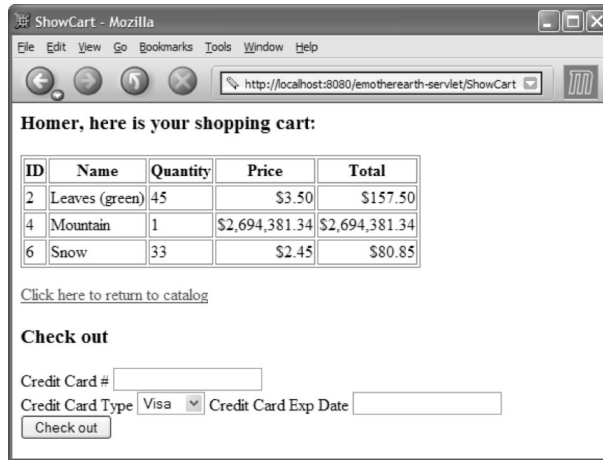 ShowCart - Mozilla
File Edit View Go Bookmarks Tools Window Help
http://localhost:8080/emotherearth-servlet/ShowCart
Homer, here is your shopping cart:
ID Name Quantity Price Total
2 Leaves (green) 45 $3.50 $157.50
4 Mountain 1 $2,694,381.34 $2,694,381.34
6 Snow 33 $2.45 $80.85
Click here to return to catalog
Check out
Credit Card #
Credit Card Type Visa Credit Card Exp Date
Check out